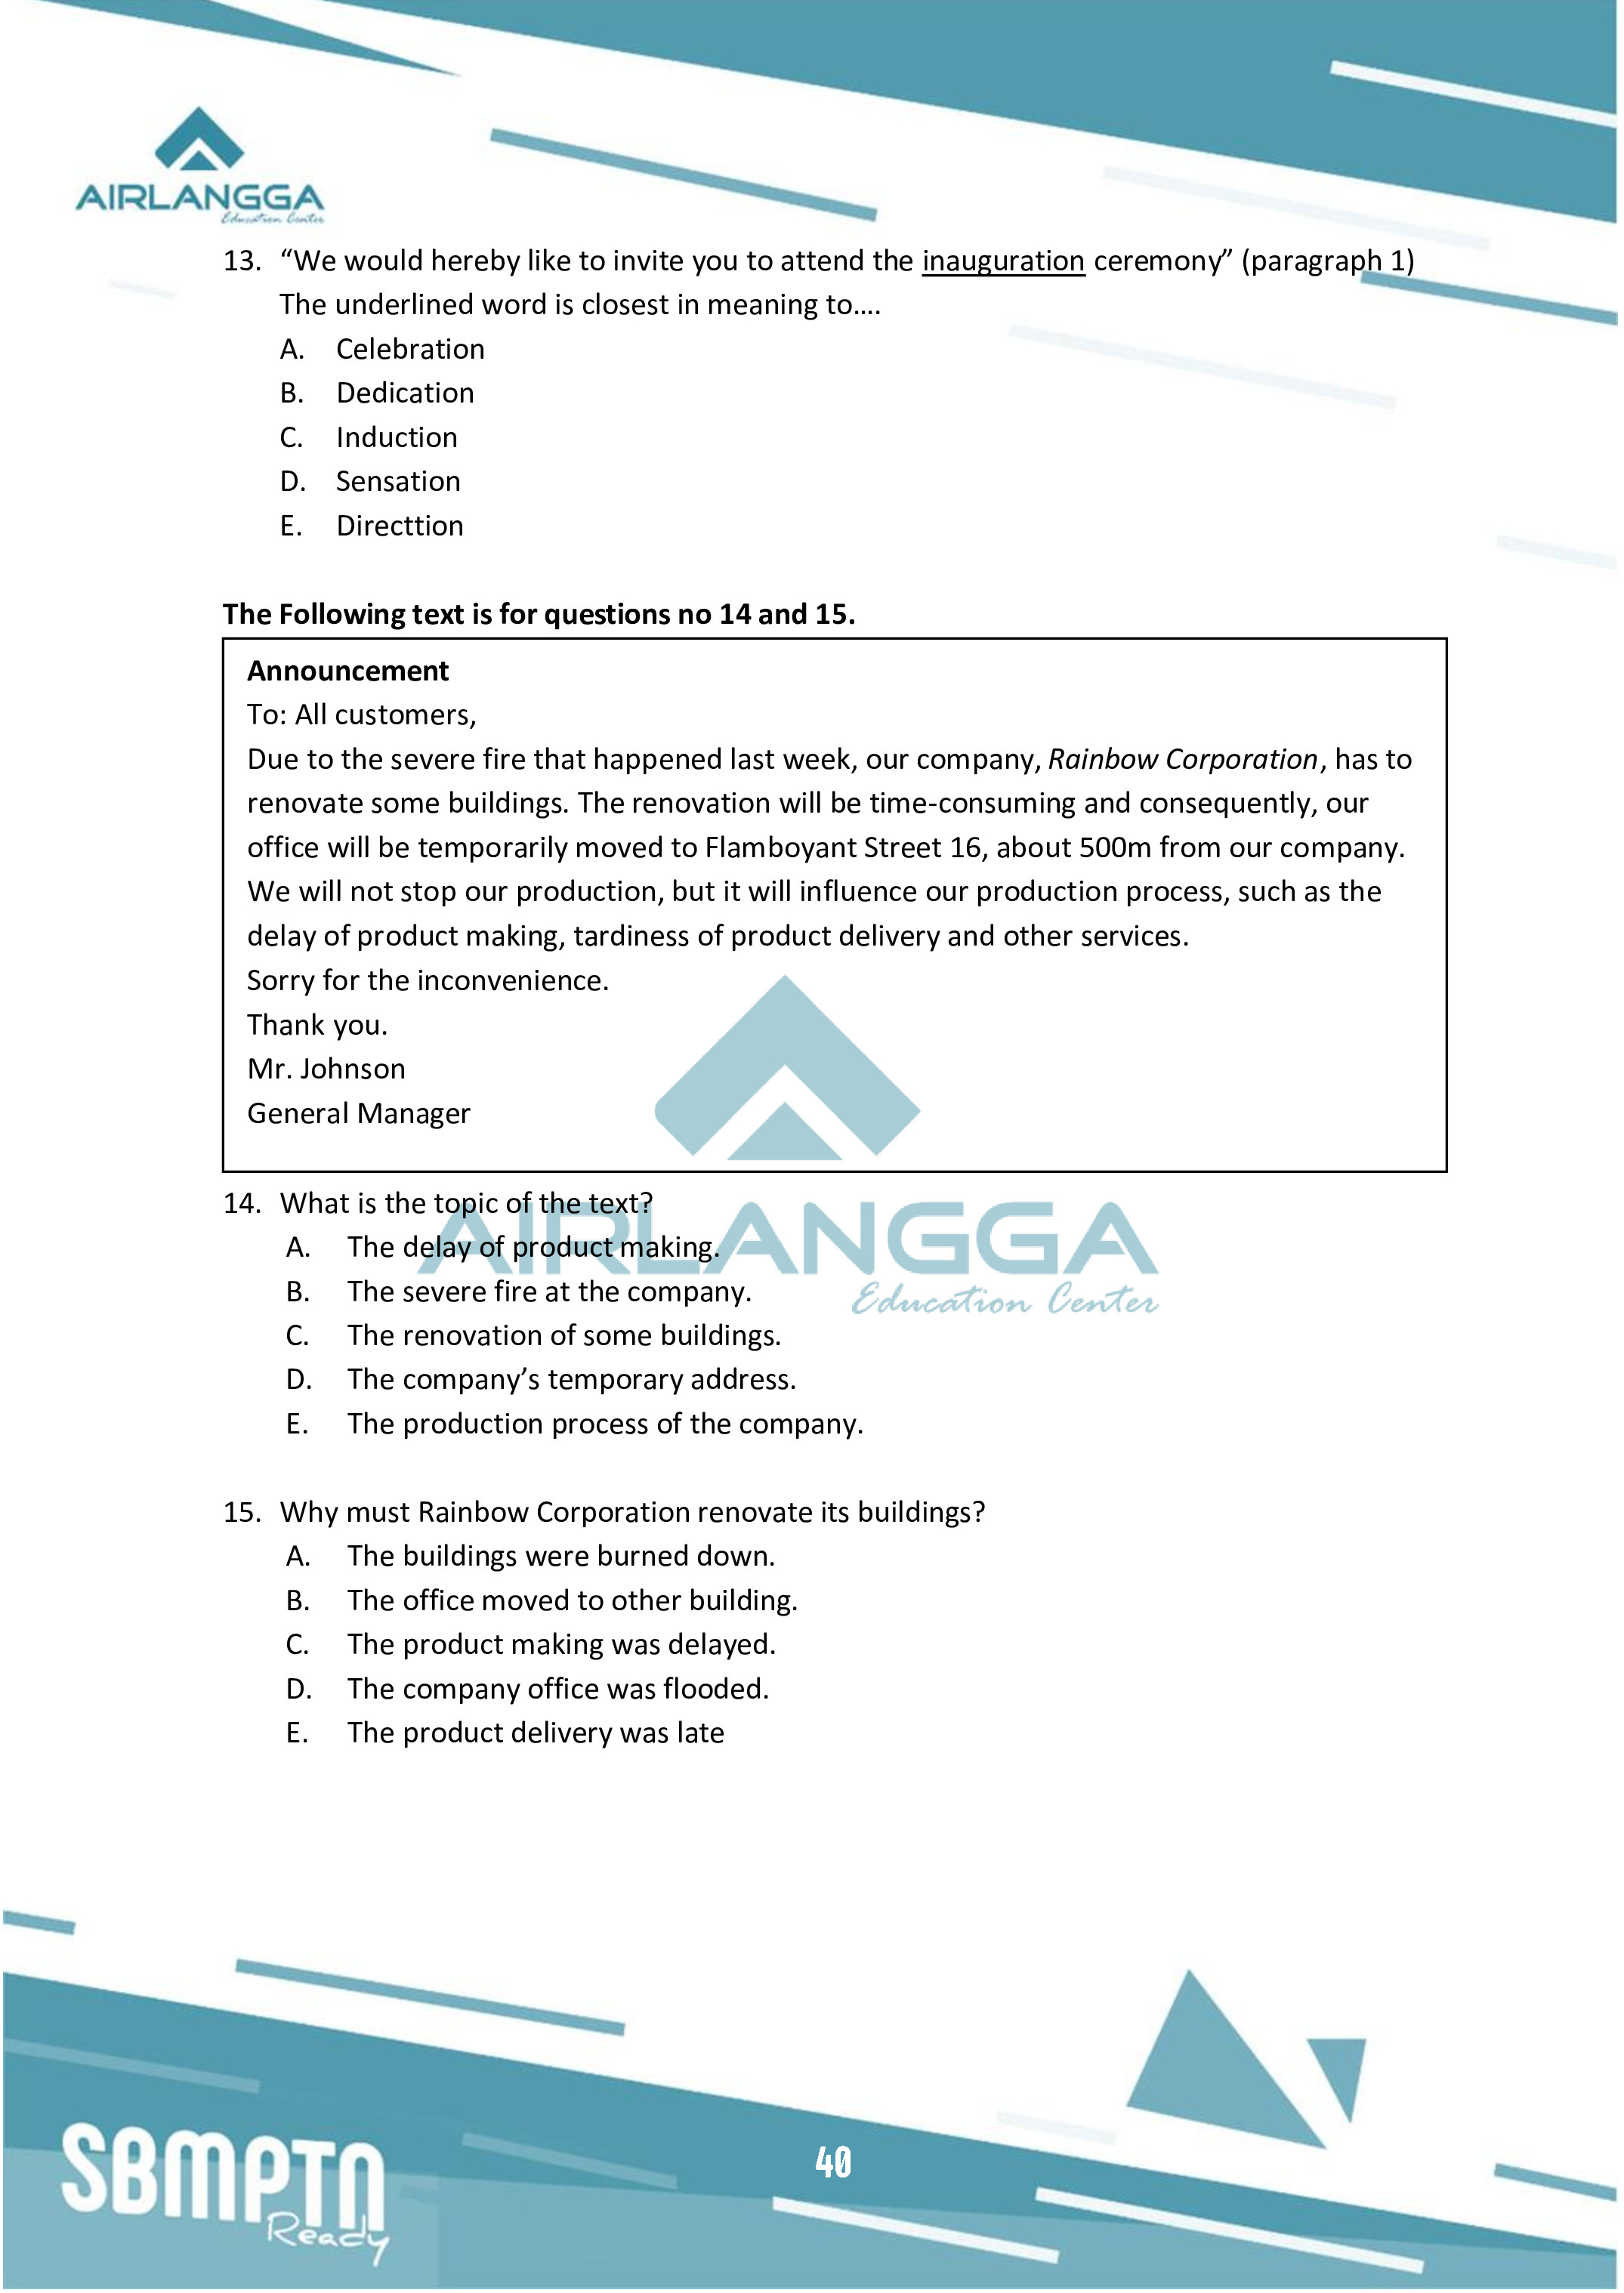 AIRLANGGA
Education Center
13. “We would hereby like to invite you to attend the inauguration ceremony” (paragraph 1)
The underlined word is closest in meaning to....
A. Celebration
B. Dedication
C. Induction
D. Sensation
E. Directtion
The Following text is for questions no 14 and 15.
Announcement
To: All customers,
Due to the severe fire that happened last week, our company, Rainbow Corporation, has to
renovate some buildings. The renovation will be time-consuming and consequently, our
office will be temporarily moved to Flamboyant Street 16, about 500m from our company.
We will not stop our production, but it will influence our production process, such as the
delay of product making, tardiness of product delivery and other services.
Sorry for the inconvenience.
Thank you.
Mr. Johnson
General Manager
14. What is the topic of the text?
A. The delay of product making.
B. The severe fire at the company.
C. The renovation of some buildings.
D. The company’s temporary address.
E. The production process of the company.
AIRLANGGA
Education Center
15. Why must Rainbow Corporation renovate its buildings?
A. The buildings were burned down.
B. The office moved to other building.
C. The product making was delayed.
D. The company office was flooded.
E. The product delivery was late
SBMPTN
Ready
40